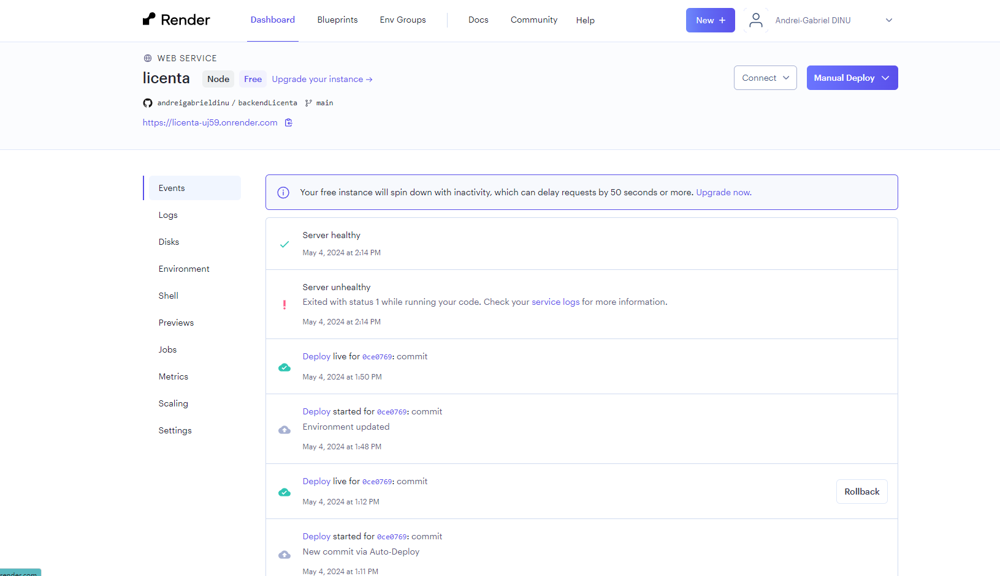 Render
Dashboard
Blueprints
Env Groups
Docs
Community
Help
New +
Andrei-Gabriel DINU
WEB SERVICE
licenta
Node
Free
Upgrade your instance →
Connect
Manual Deploy
andreigabrieldinu / backendLicenta
main
https://licenta-uj59.onrender.com
Events
Logs
Disks
Environment
Shell
Previews
Jobs
Metrics
Scaling
Settings
Your free instance will spin down with inactivity, which can delay requests by 50 seconds or more. Upgrade now.
Server healthy
May 4, 2024 at 2:14 PM
Server unhealthy
Exited with status 1 while running your code. Check your service logs for more information.
May 4, 2024 at 2:14 PM
Deploy live for 0ce0769: commit
May 4, 2024 at 1:50 PM
Deploy started for 0ce0769: commit
Environment updated
May 4, 2024 at 1:48 PM
Deploy live for 0ce0769: commit
May 4, 2024 at 1:12 PM
Rollback
Deploy started for 0ce0769: commit
New commit via Auto-Deploy
May 4, 2024 at 1:11 PM
render.com